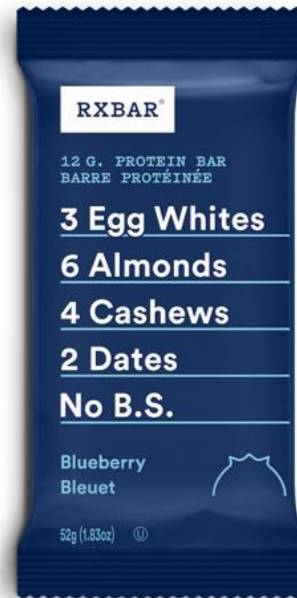 RXBAR®
12 G. PROTEIN BAR
BARRE PROTÉINÉE
3 Egg Whites
6 Almonds
4 Cashews
2 Dates
No B.S.
Blueberry
Bleuet
52g (1.83oz) Ⓤ